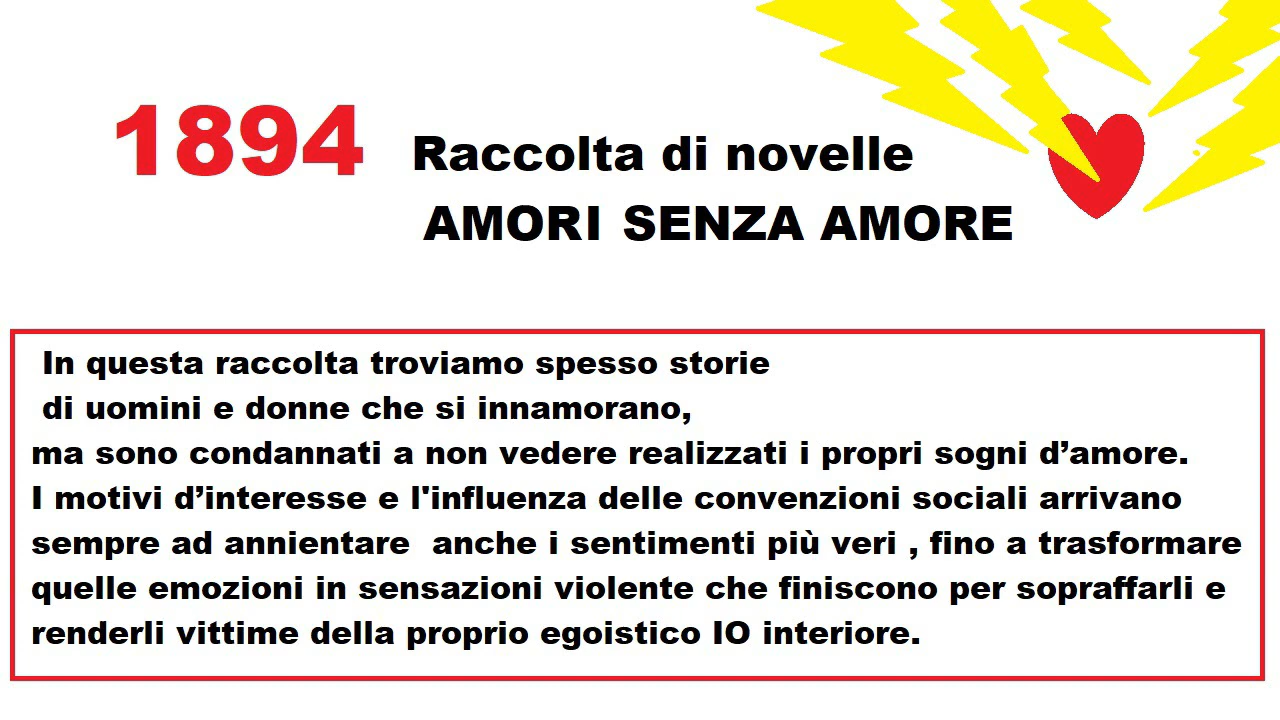 1894 Raccolta di novelle
AMORI SENZA AMORE
In questa raccolta troviamo spesso storie
di uomini e donne che si innamorano,
ma sono condannati a non vedere realizzati i propri sogni d’amore.
I motivi d’interesse e l'influenza delle convenzioni sociali arrivano
sempre ad annientare anche i sentimenti più veri , fino a trasformare
quelle emozioni in sensazioni violente che finiscono per sopraffarli e
renderli vittime della proprio egoistico IO interiore.